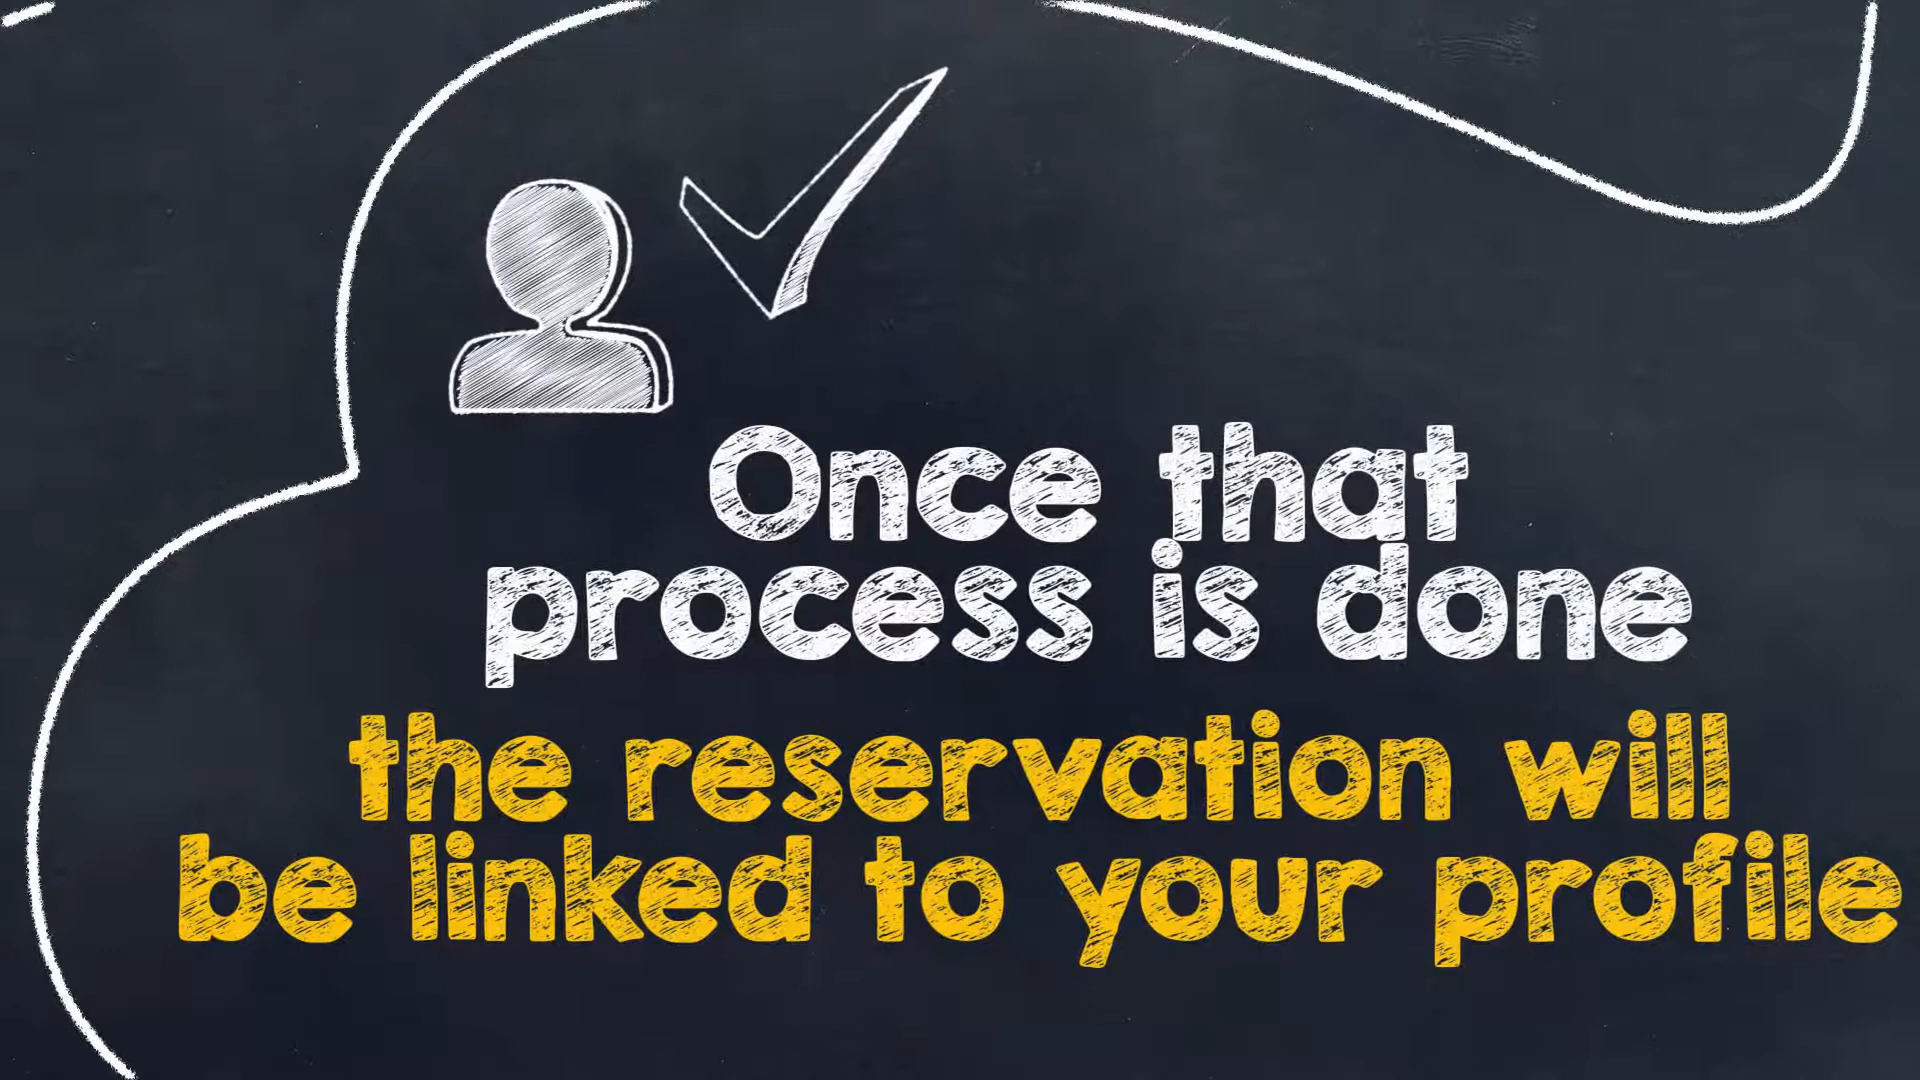 Once that
process is done
the reservation will
be linked to your profile